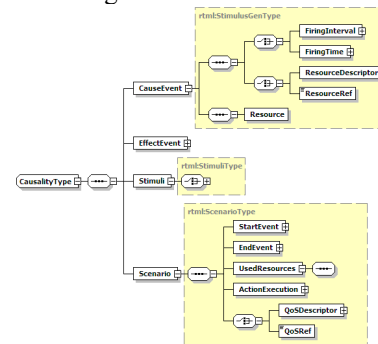 rtml:StimulusGenType
FiringInterval
FiringTime
ResourceDescriptor
ResourceRef
CauseEvent
Resource
EffectEvent
rtml:StimuliType
CausalityType
Stimuli
rtml:ScenarioType
StartEvent
EndEvent
Scenario
UsedResources
ActionExecution
QoSDescriptor
QoSRef